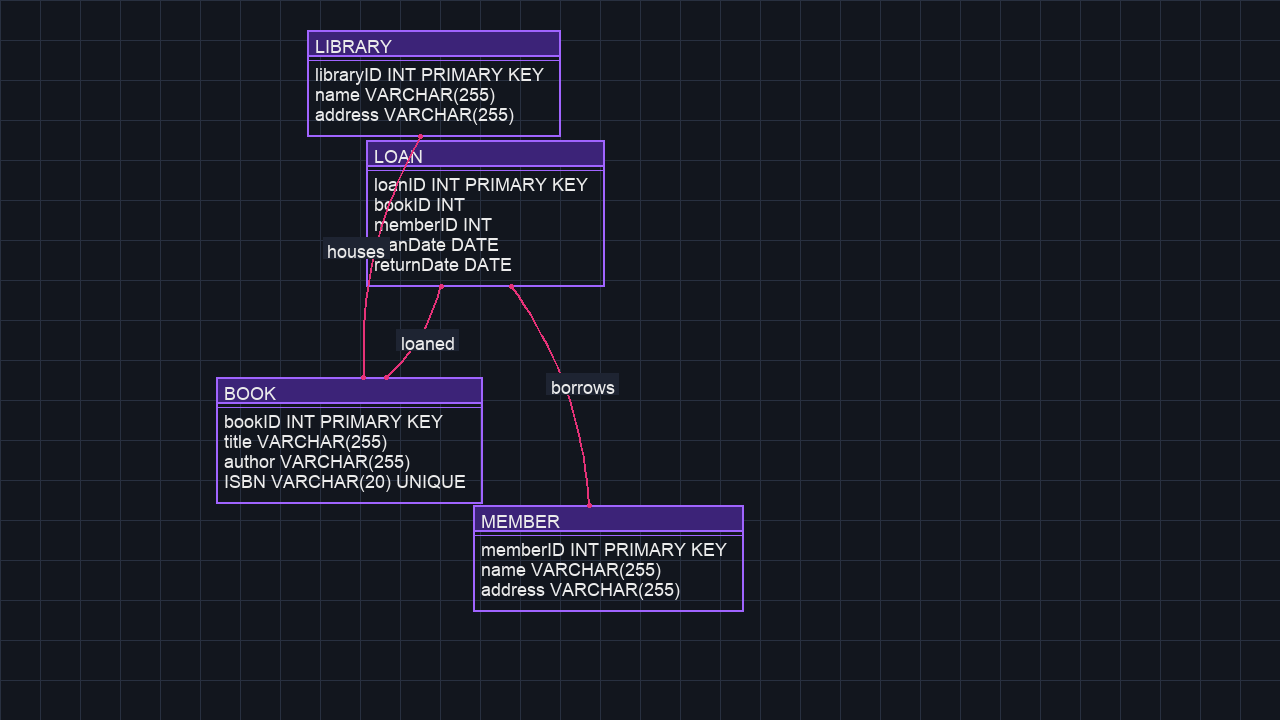 LIBRARY
libraryID INT PRIMARY KEY
name VARCHAR(255)
address VARCHAR(255)
LOAN
loanID INT PRIMARY KEY
bookID INT
memberID INT
anDate DATE
returnDate DATE
houses
loaned
borrows
BOOK
bookID INT PRIMARY KEY
title VARCHAR(255)
author VARCHAR(255)
ISBN VARCHAR(20) UNIQUE
MEMBER
memberID INT PRIMARY KEY
name VARCHAR(255)
address VARCHAR(255)